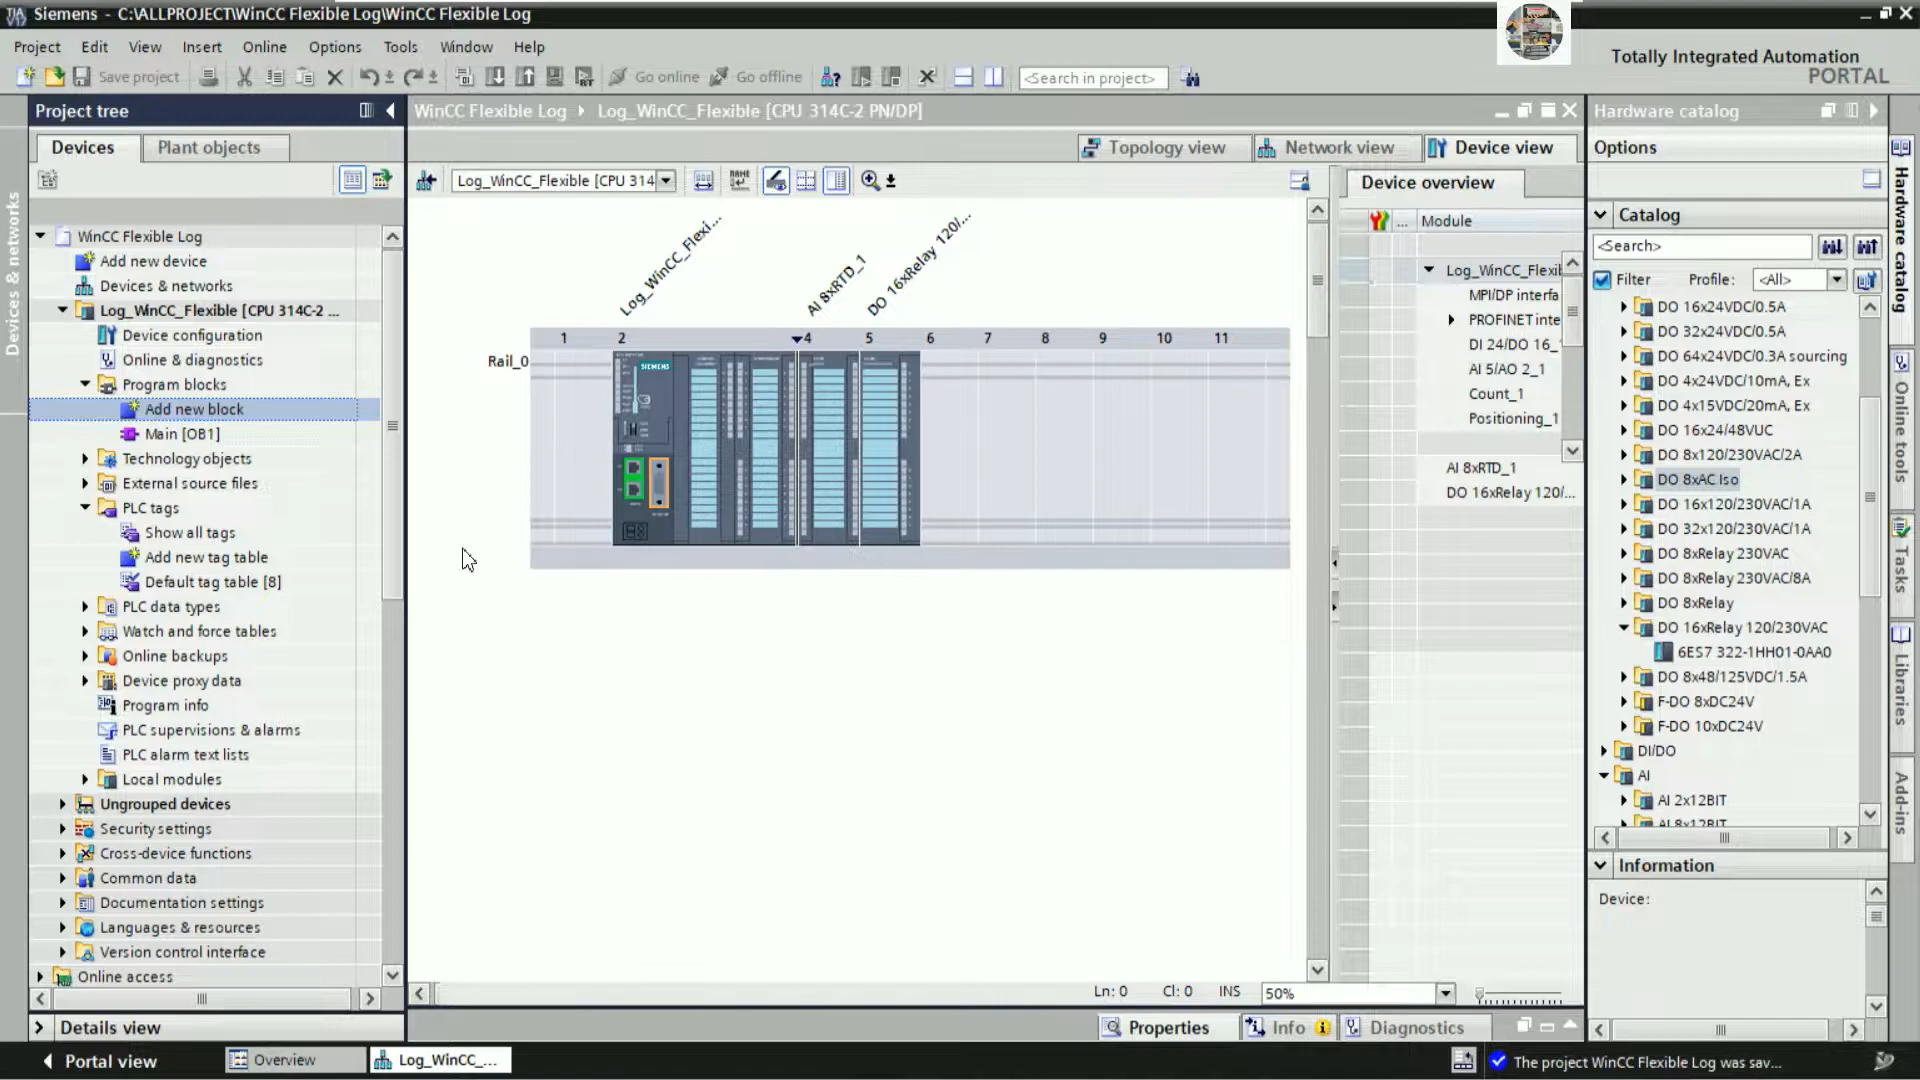 Siemens - C:\ALLPROJECT\WinCC Flexible Log\WinCC Flexible Log
Project Edit View Insert Online Options Tools Window Help
Totally Integrated Automation
PORTAL
Save project
Go online
Go offline
<Search in project>
Project tree
WinCC Flexible Log
Log_WinCC_Flexible [CPU 314C-2 PN/DP]
Hardware catalog
Devices
Plant objects
Topology view
Network view
Device view
Options
Log_WinCC_Flexible [CPU 314
Device overview
... Module
Devices & networks
WinCC Flexible Log
Add new device
Devices & networks
Log_WinCC_Flexible [CPU 314C-2 ...
Device configuration
Online & diagnostics
Program blocks
Add new block
Main [OB1]
Technology objects
External source files
PLC tags
Show all tags
Add new tag table
Default tag table [8]
PLC data types
Watch and force tables
Online backups
Device proxy data
Program info
PLC supervisions & alarms
PLC alarm text lists
Local modules
Ungrouped devices
Security settings
Cross-device functions
Common data
Documentation settings
Languages & resources
Version control interface
Online access
Details view
Log_WinCC_Flexi...
AI 8xRTD_1
DO 16xRelay 120/...
1 2 4 5 6 7 8 9 10 11
Rail_0
SIEMENS
Log_WinCC_Flexib
MPI/DP interfa
PROFINET inte
DI 24/DO 16_
AI 5/AO 2_1
Count_1
Positioning_1
AI 8xRTD_1
DO 16xRelay 120/...
Ln: 0 Cl: 0 INS 50%
Properties
Info
Diagnostics
Catalog
<Search>
Filter Profile: <All>
DO 16x24VDC/0.5A
DO 32x24VDC/0.5A
DO 64x24VDC/0.3A sourcing
DO 4x24VDC/10mA, Ex
DO 4x15VDC/20mA, Ex
DO 16x24/48VUC
DO 8x120/230VAC/2A
DO 8xAC Iso
DO 16x120/230VAC/1A
DO 32x120/230VAC/1A
DO 8xRelay 230VAC
DO 8xRelay 230VAC/8A
DO 8xRelay
DO 16xRelay 120/230VAC
6ES7 322-1HH01-0AA0
DO 8x48/125VDC/1.5A
F-DO 8xDC24V
F-DO 10xDC24V
DI/DO
AI
AI 2x12BIT
AI 8x12BIT
Information
Device:
Hardware catalog
Online tools
Tasks
Libraries
Add-ins
Portal view
Overview
Log_WinCC_...
The project WinCC Flexible Log was sav...